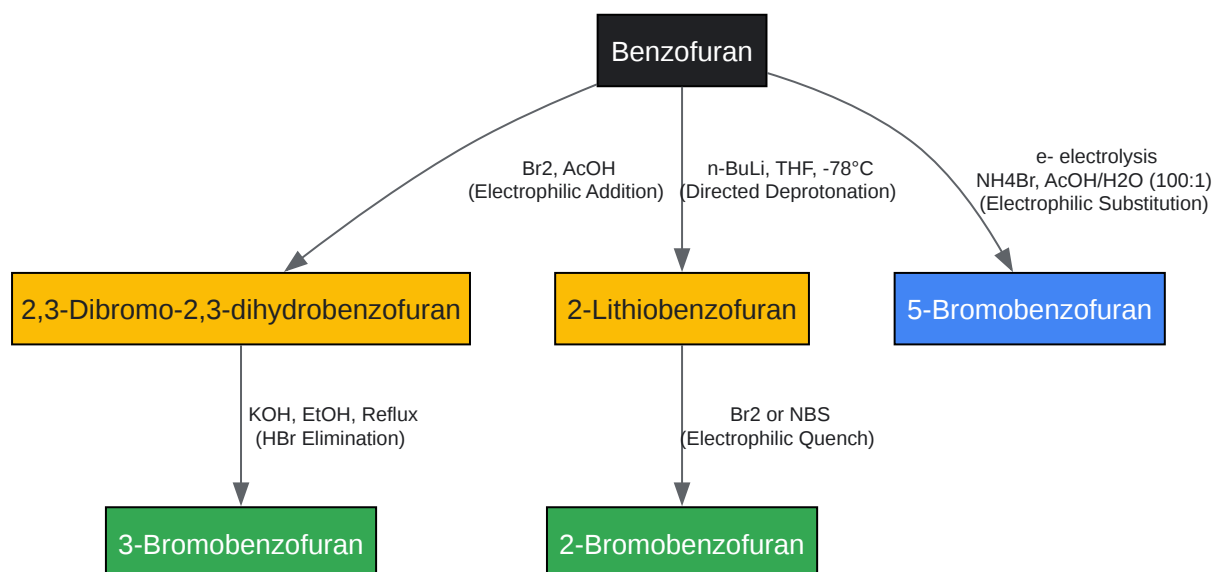 Benzofuran
Br2, AcOH
(Electrophilic Addition)
n-BuLi, THF, -78°C
(Directed Deprotonation)
e- electrolysis
NH4Br, AcOH/H2O (100:1)
(Electrophilic Substitution)
2,3-Dibromo-2,3-dihydrobenzofuran
2-Lithiobenzofuran
5-Bromobenzofuran
KOH, EtOH, Reflux
(HBr Elimination)
Br2 or NBS
(Electrophilic Quench)
3-Bromobenzofuran
2-Bromobenzofuran